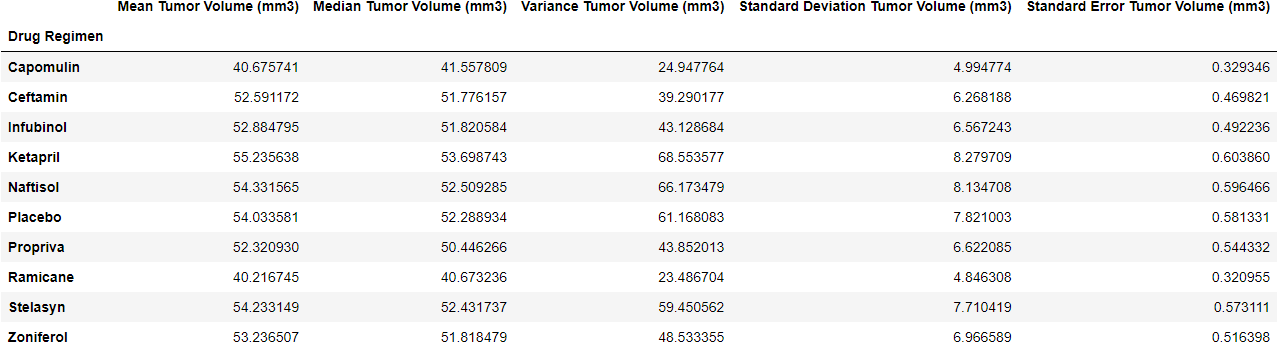 Mean Tumor Volume (mm3) Median Tumor Volume (mm3) Variance Tumor Volume (mm3) Standard Deviation Tumor Volume (mm3) Standard Error Tumor Volume (mm3)
Drug Regimen
Capomulin 40.675741 41.557809 24.947764 4.994774 0.329346
Ceftamin 52.591172 51.776157 39.290177 6.268188 0.469821
Infubinol 52.884795 51.820584 43.128684 6.567243 0.492236
Ketapril 55.235638 53.698743 68.553577 8.279709 0.603860
Naftisol 54.331565 52.509285 66.173479 8.134708 0.596466
Placebo 54.033581 52.288934 61.168083 7.821003 0.581331
Propriva 52.320930 50.446266 43.852013 6.622085 0.544332
Ramicane 40.216745 40.673236 23.486704 4.846308 0.320955
Stelasyn 54.233149 52.431737 59.450562 7.710419 0.573111
Zoniferol 53.236507 51.818479 48.533355 6.966589 0.516398